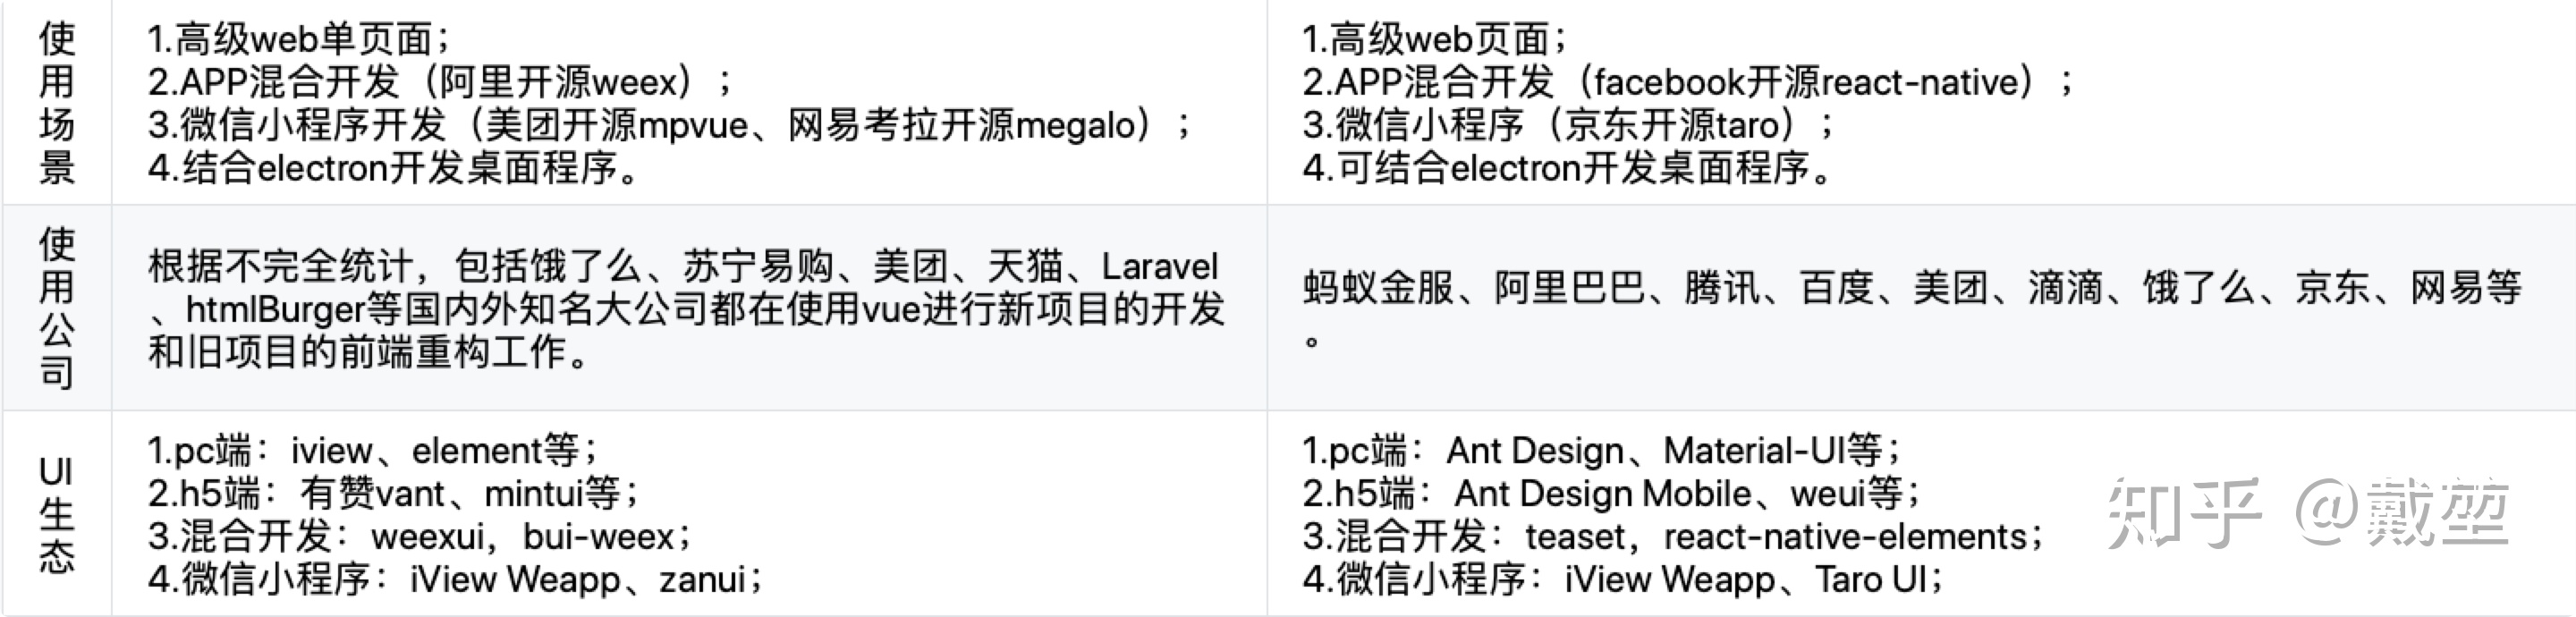 使用场景
1.高级web单页面；
2.APP混合开发（阿里开源weex）；
3.微信小程序开发（美团开源mpvue、网易考拉开源megalo）；
4.结合electron开发桌面程序。
1.高级web页面；
2.APP混合开发（facebook开源react-native）；
3.微信小程序（京东开源taro）；
4.可结合electron开发桌面程序。
使用公司
根据不完全统计，包括饿了么、苏宁易购、美团、天猫、Laravel
、htmlBurger等国内外知名大公司都在使用vue进行新项目的开发
和旧项目的前端重构工作。
蚂蚁金服、阿里巴巴、腾讯、百度、美团、滴滴、饿了么、京东、网易等
。
UI生态
1.pc端：iview、element等；
2.h5端：有赞vant、mintui等；
3.混合开发：weexui，bui-weex；
4.微信小程序：iView Weapp、zanui；
1.pc端：Ant Design、Material-UI等；
2.h5端：Ant Design Mobile、weui等；
3.混合开发：teaset，react-native-elements；
4.微信小程序：iView Weapp、Taro UI；
知乎 @戴堃